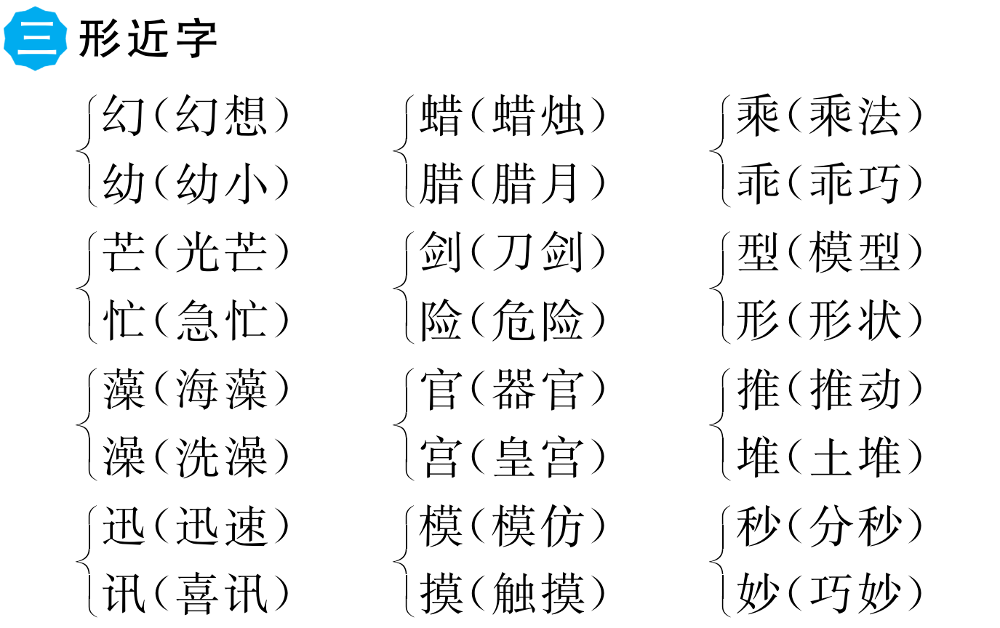 三 形近字
幻(幻想) 蜡(蜡烛) 乘(乘法)
幼(幼小) 腊(腊月) 乖(乖巧)
芒(光芒) 剑(刀剑) 型(模型)
忙(急忙) 险(危险) 形(形状)
藻(海藻) 官(器官) 推(推动)
澡(洗澡) 宫(皇宫) 堆(土堆)
迅(迅速) 模(模仿) 秒(分秒)
讯(喜讯) 摸(触摸) 妙(巧妙)